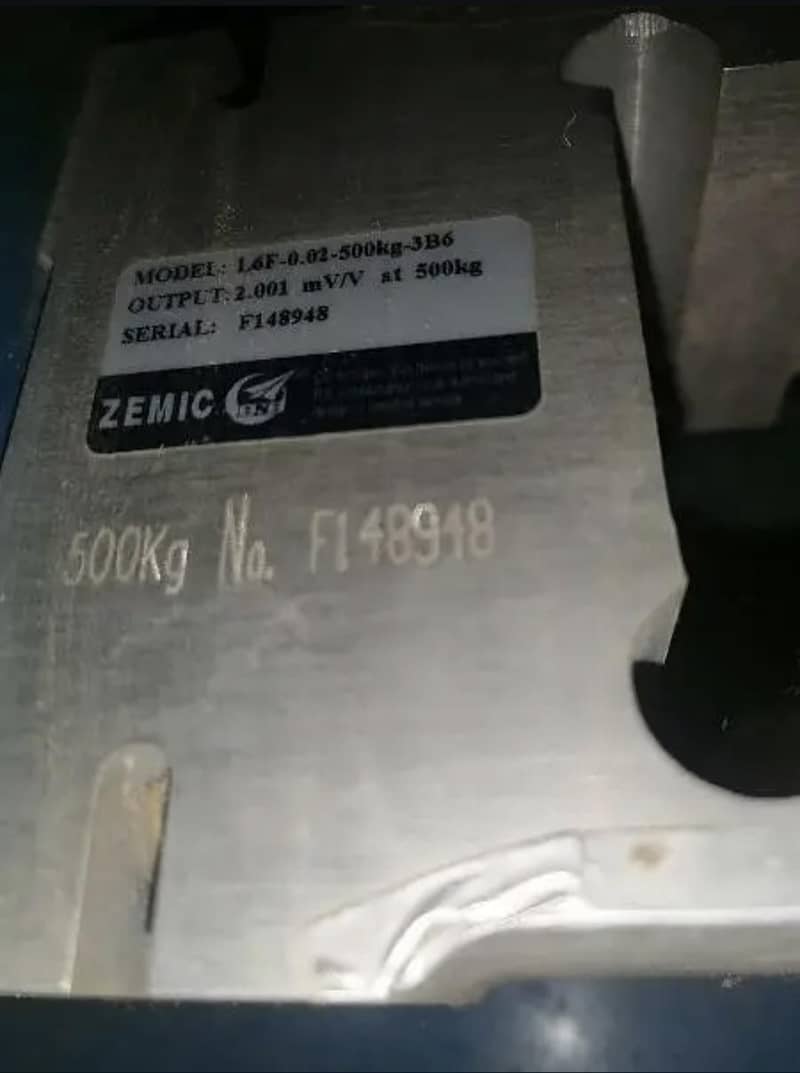 MODEL: L6F-0.02-500kg-3B6
OUTPUT: 2.001 mV/V at 500kg
SERIAL: F148948
ZEMIC
500Kg No. F148948